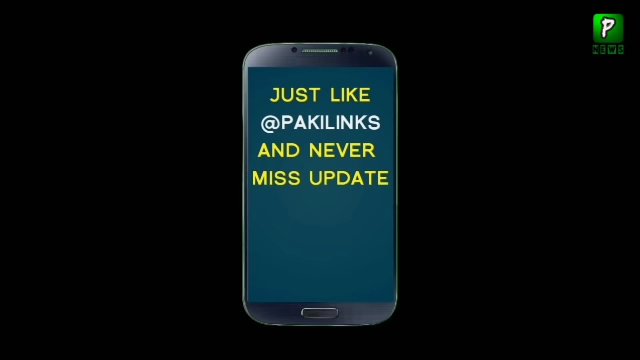 P
NEWS
JUST LIKE
@PAKILINKS
AND NEVER
MISS UPDATE